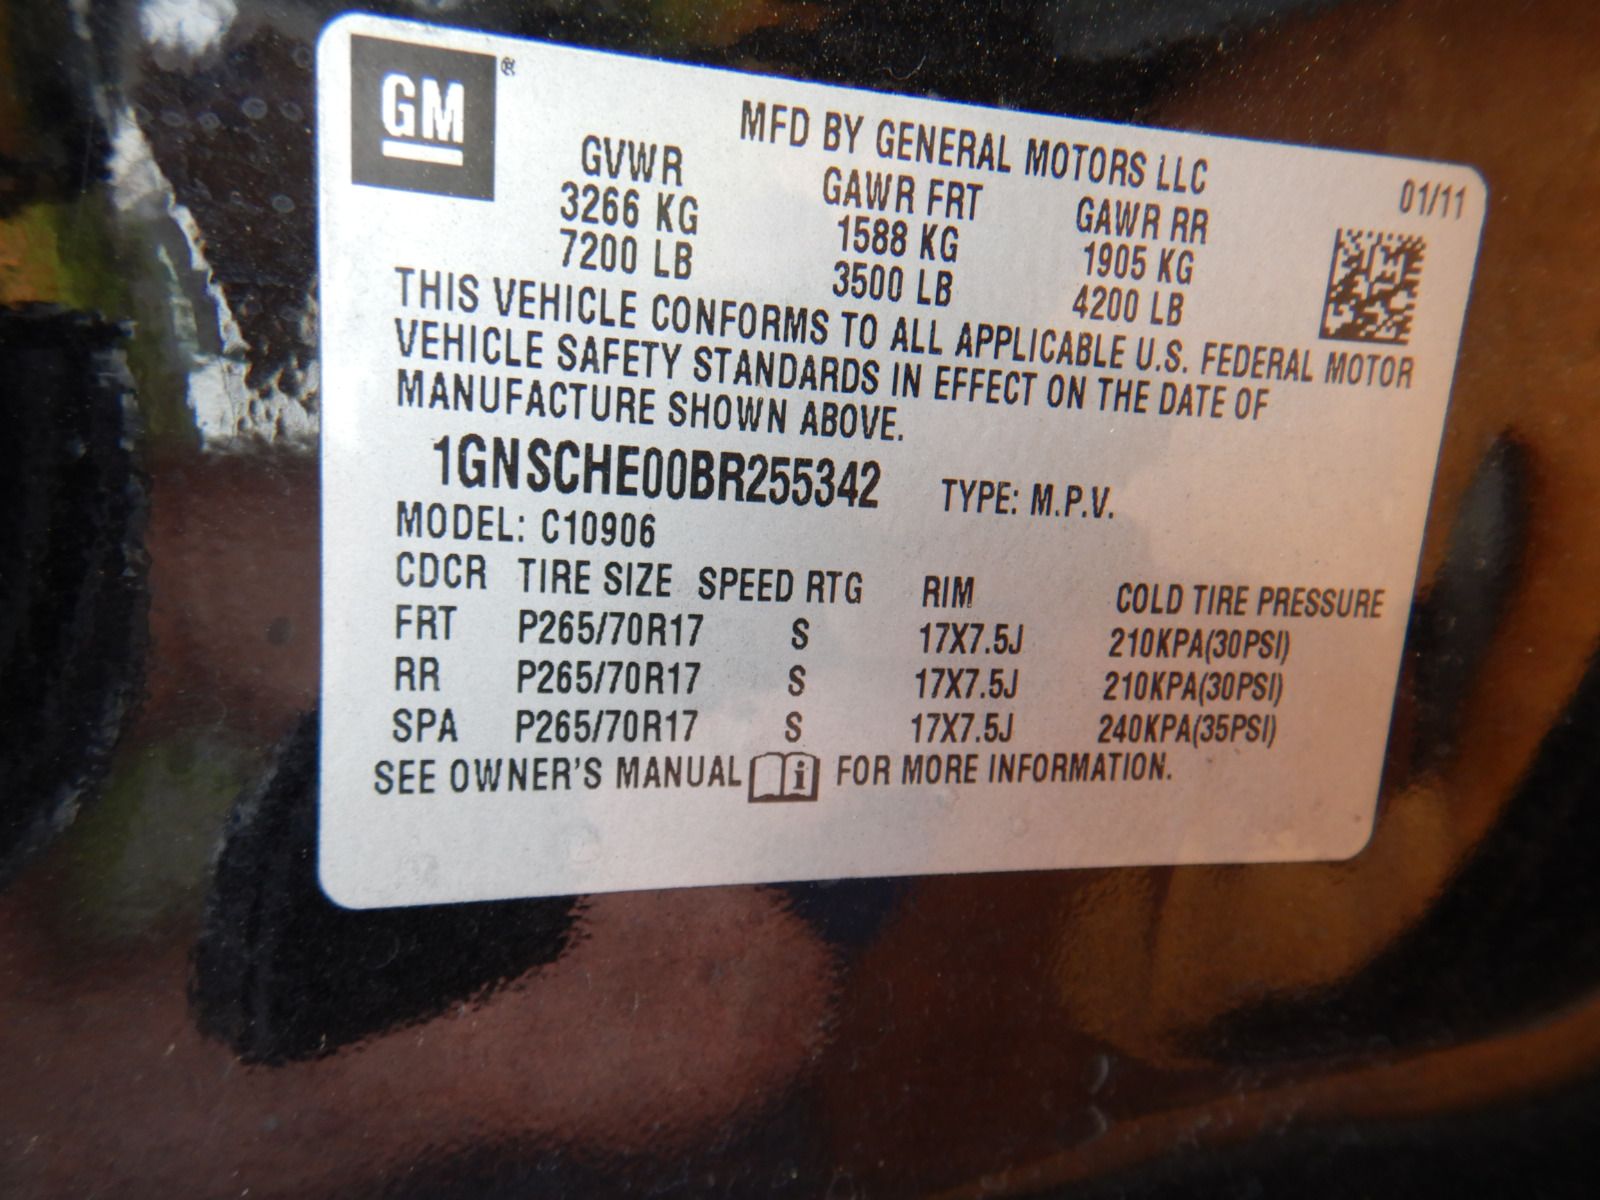 GM®
MFD BY GENERAL MOTORS LLC
01/11
GVWR GAWR FRT GAWR RR
3266 KG 1588 KG 1905 KG
7200 LB 3500 LB 4200 LB
THIS VEHICLE CONFORMS TO ALL APPLICABLE U.S. FEDERAL MOTOR
VEHICLE SAFETY STANDARDS IN EFFECT ON THE DATE OF
MANUFACTURE SHOWN ABOVE.
1GNSCHE00BR255342 TYPE: M.P.V.
MODEL: C10906
CDCR TIRE SIZE SPEED RTG RIM COLD TIRE PRESSURE
FRT P265/70R17 S 17X7.5J 210KPA(30PSI)
RR P265/70R17 S 17X7.5J 210KPA(30PSI)
SPA P265/70R17 S 17X7.5J 240KPA(35PSI)
SEE OWNER'S MANUAL i FOR MORE INFORMATION.